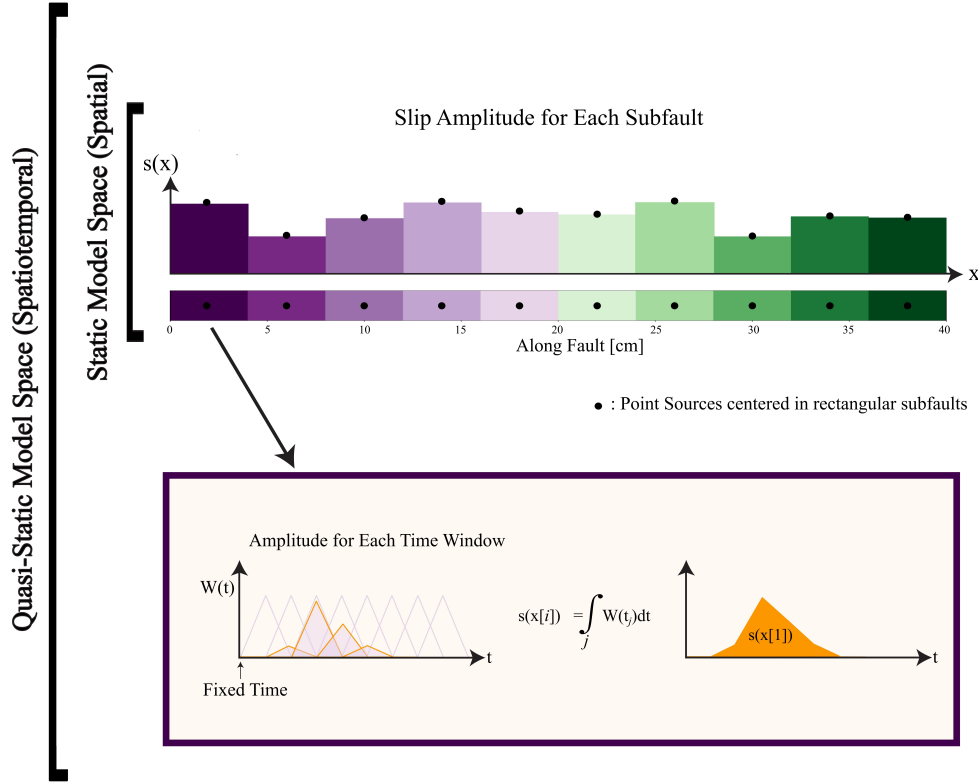 Quasi-Static Model Space (Spatiotemporal)
Static Model Space (Spatial)
Slip Amplitude for Each Subfault
s(x)
x
0 5 10 15 20 25 30 35 40
Along Fault [cm]
● : Point Sources centered in rectangular subfaults
Amplitude for Each Time Window
W(t)
t
Fixed Time
s(x[i]) = ∫j W(tj)dt
s(x[1])
t